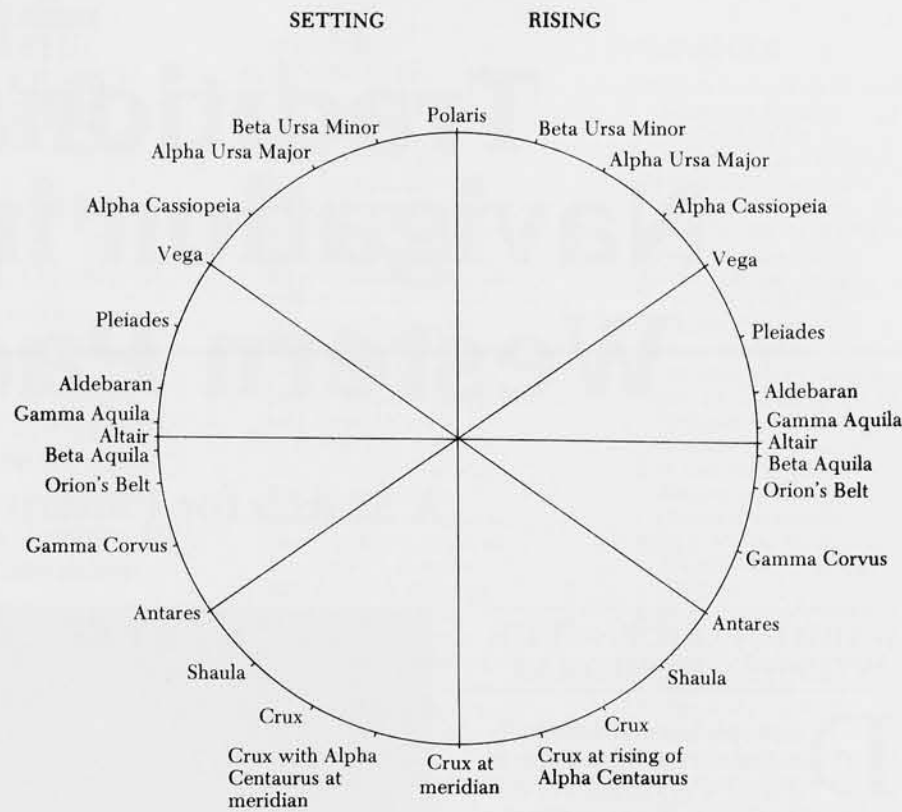 SETTING
RISING
Polaris
Beta Ursa Minor
Beta Ursa Minor
Alpha Ursa Major
Alpha Ursa Major
Alpha Cassiopeia
Alpha Cassiopeia
Vega
Vega
Pleiades
Pleiades
Aldebaran
Aldebaran
Gamma Aquila
Gamma Aquila
Altair
Altair
Beta Aquila
Beta Aquila
Orion's Belt
Orion's Belt
Gamma Corvus
Gamma Corvus
Antares
Antares
Shaula
Shaula
Crux
Crux
Crux with Alpha
Centaurus at
meridian
Crux at
meridian
Crux at rising of
Alpha Centaurus